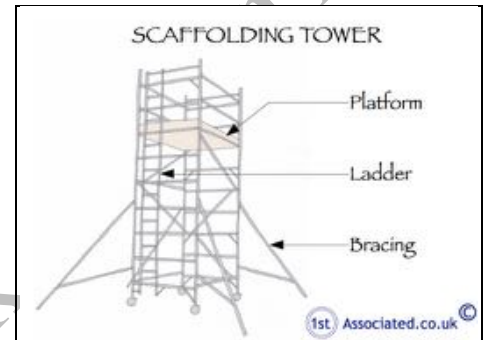 SCAFFOLDING TOWER
Platform
Ladder
Bracing
1st Associated.co.uk ©